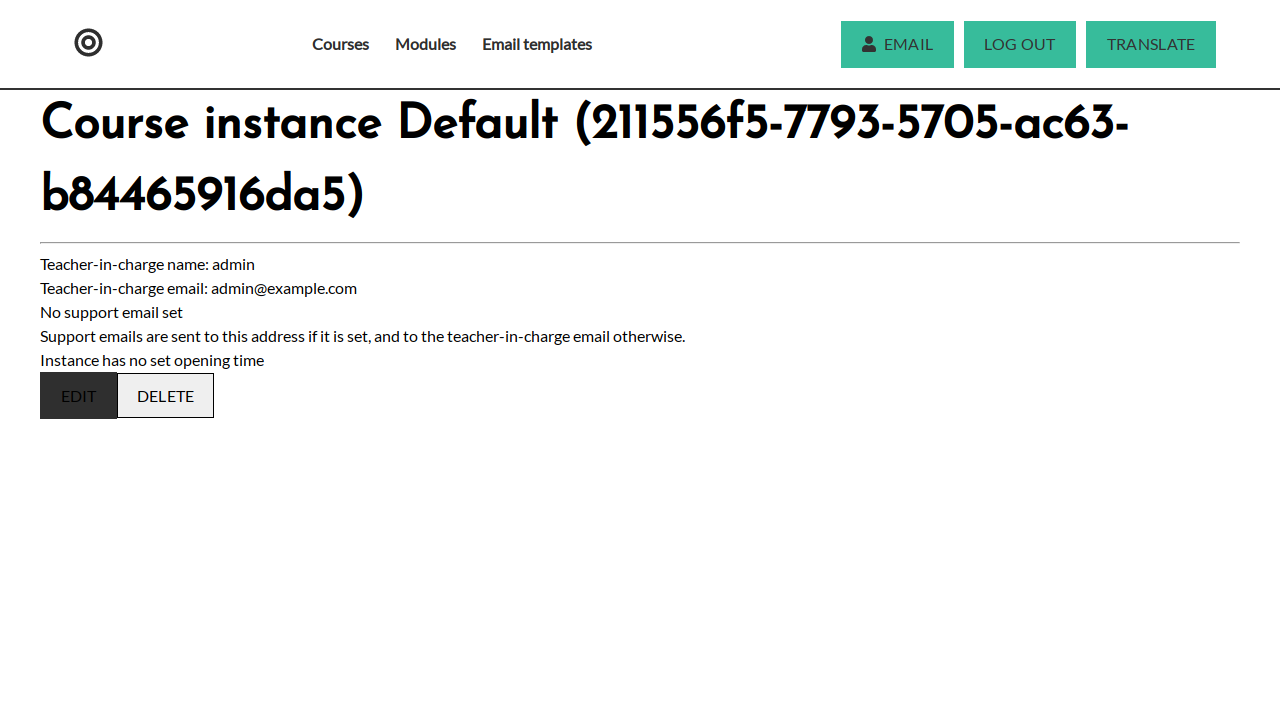 Courses Modules Email templates EMAIL LOG OUT TRANSLATE
Course instance Default (211556f5-7793-5705-ac63-
b84465916da5)
Teacher-in-charge name: admin
Teacher-in-charge email: admin@example.com
No support email set
Support emails are sent to this address if it is set, and to the teacher-in-charge email otherwise.
Instance has no set opening time
EDIT DELETE